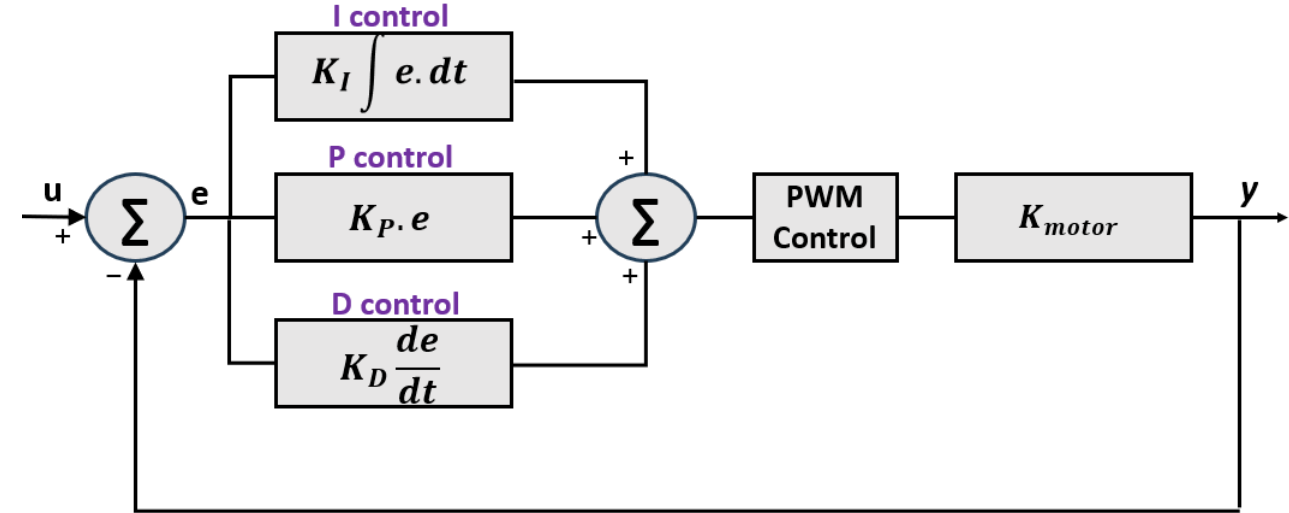 I control
K_I ∫ e. dt
P control
u
+
−
Σ
e
K_P. e
+
+
+
Σ
PWM
Control
K_motor
y
D control
K_D de/dt